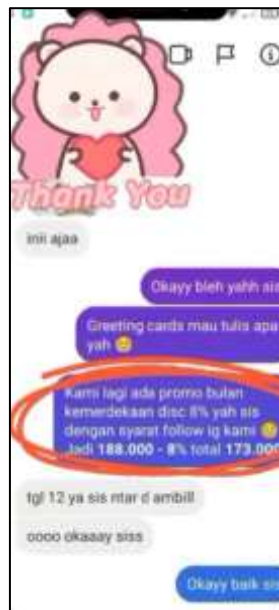 Thank You
inii ajaa
Okayy bleh yahh sis
Greeting cards mau tulis apa
yah
Kami lagi ada promo bulan
kemerdekaan disc 8% yah sis
dengan syarat follow ig kami
Jadi 188.000 - 8% total 173.000
tgl 12 ya sis ntar d ambill
oooo okaaay siss
Okayy baik sis